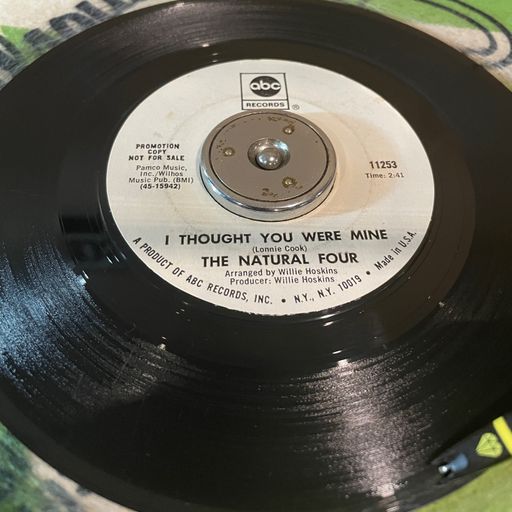 abc
RECORDS®
PROMOTION
COPY
NOT FOR SALE
Pamco Music,
Inc./Wilhos
Music Pub. (BMI)
(45-15942)
11253
Time: 2:41
I THOUGHT YOU WERE MINE
(Lonnie Cook)
THE NATURAL FOUR
Arranged by Willie Hoskins
Producer: Willie Hoskins
A PRODUCT OF ABC RECORDS, INC. • N.Y., N.Y. 10019 • Made in U.S.A.